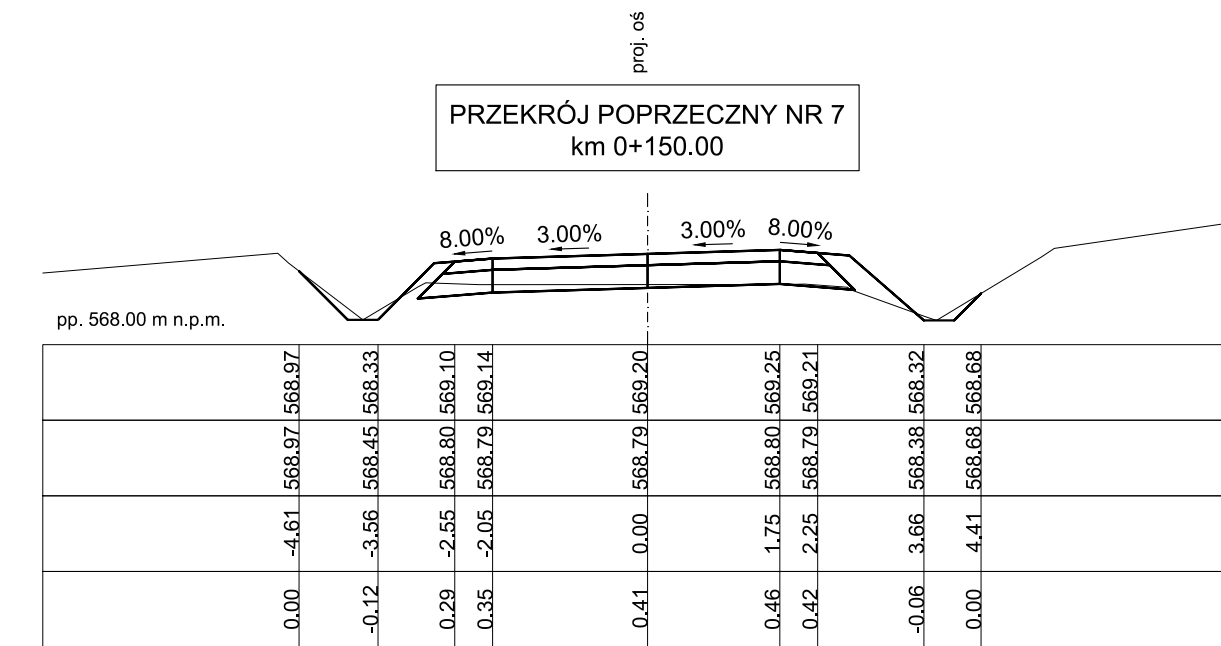 proj. oś
PRZEKRÓJ POPRZECZNY NR 7
km 0+150.00
8.00% 3.00% 3.00% 8.00%
pp. 568.00 m n.p.m.
568.97 568.33 569.10 569.14 569.20 569.25 569.21 568.32 568.68
568.97 568.45 568.80 568.79 568.79 568.80 568.79 568.38 568.68
-4.61 -3.56 -2.55 -2.05 0.00 1.75 2.25 3.66 4.41
0.00 -0.12 0.29 0.35 0.41 0.46 0.42 -0.06 0.00